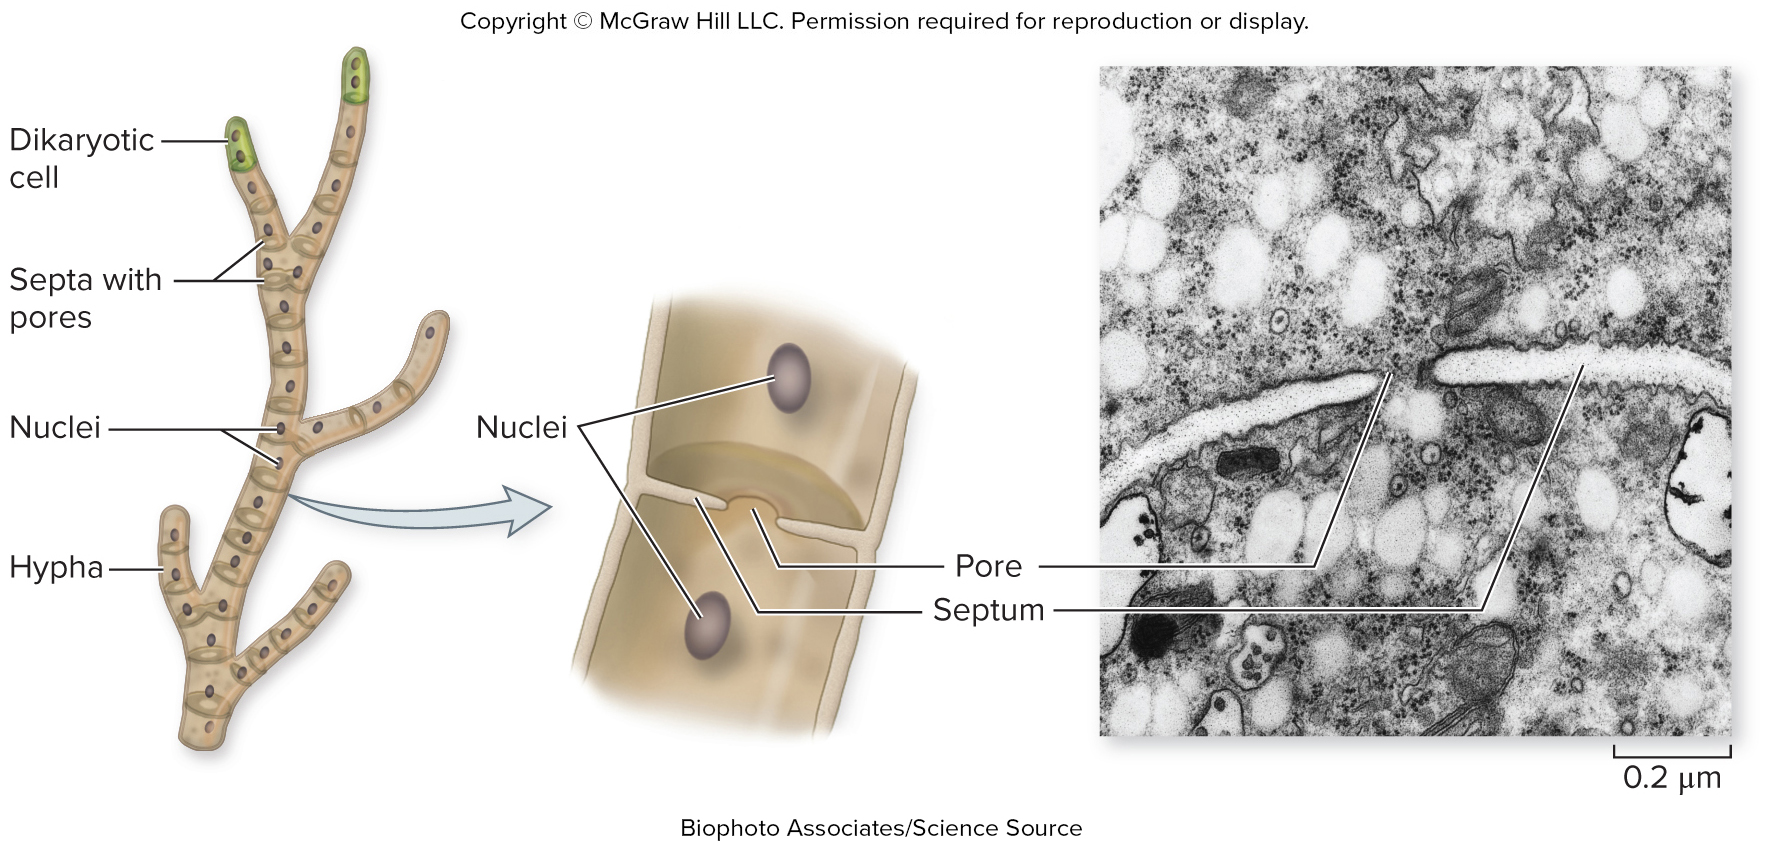 Copyright © McGraw Hill LLC. Permission required for reproduction or display.
Dikaryotic
cell
Septa with
pores
Nuclei
Hypha
Nuclei
Pore
Septum
0.2 µm
Biophoto Associates/Science Source